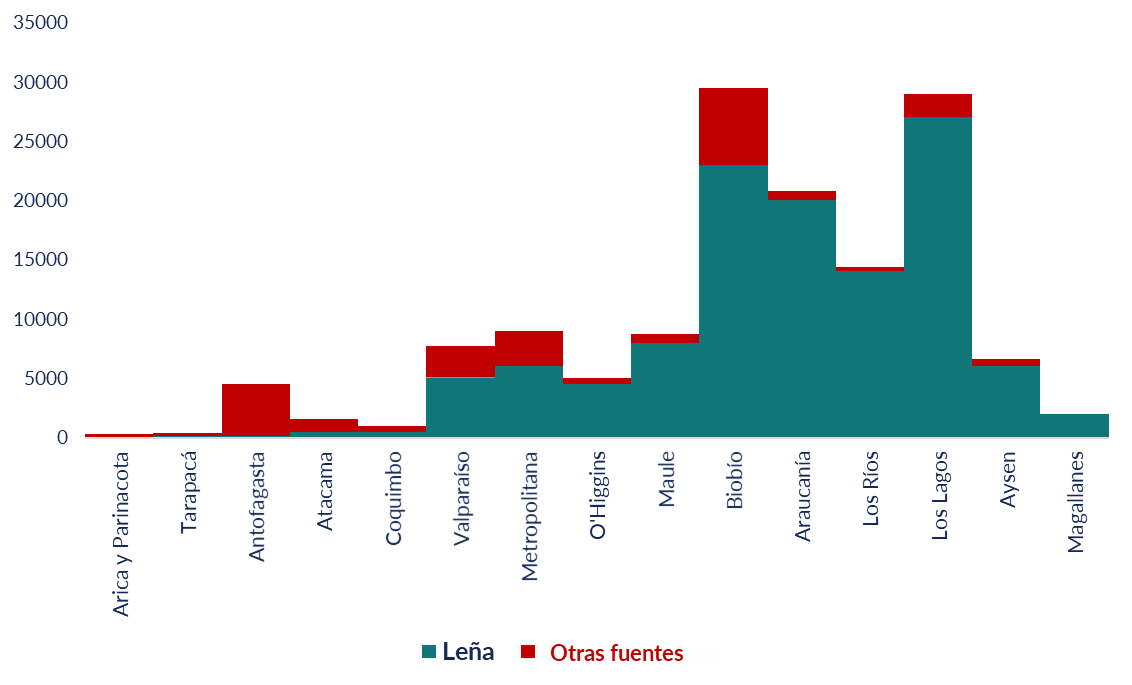 35000
30000
25000
20000
15000
10000
5000
0
Arica y Parinacota
Tarapacá
Antofagasta
Atacama
Coquimbo
Valparaíso
Metropolitana
O'Higgins
Maule
Biobío
Araucanía
Los Ríos
Los Lagos
Aysen
Magallanes
Leña
Otras fuentes